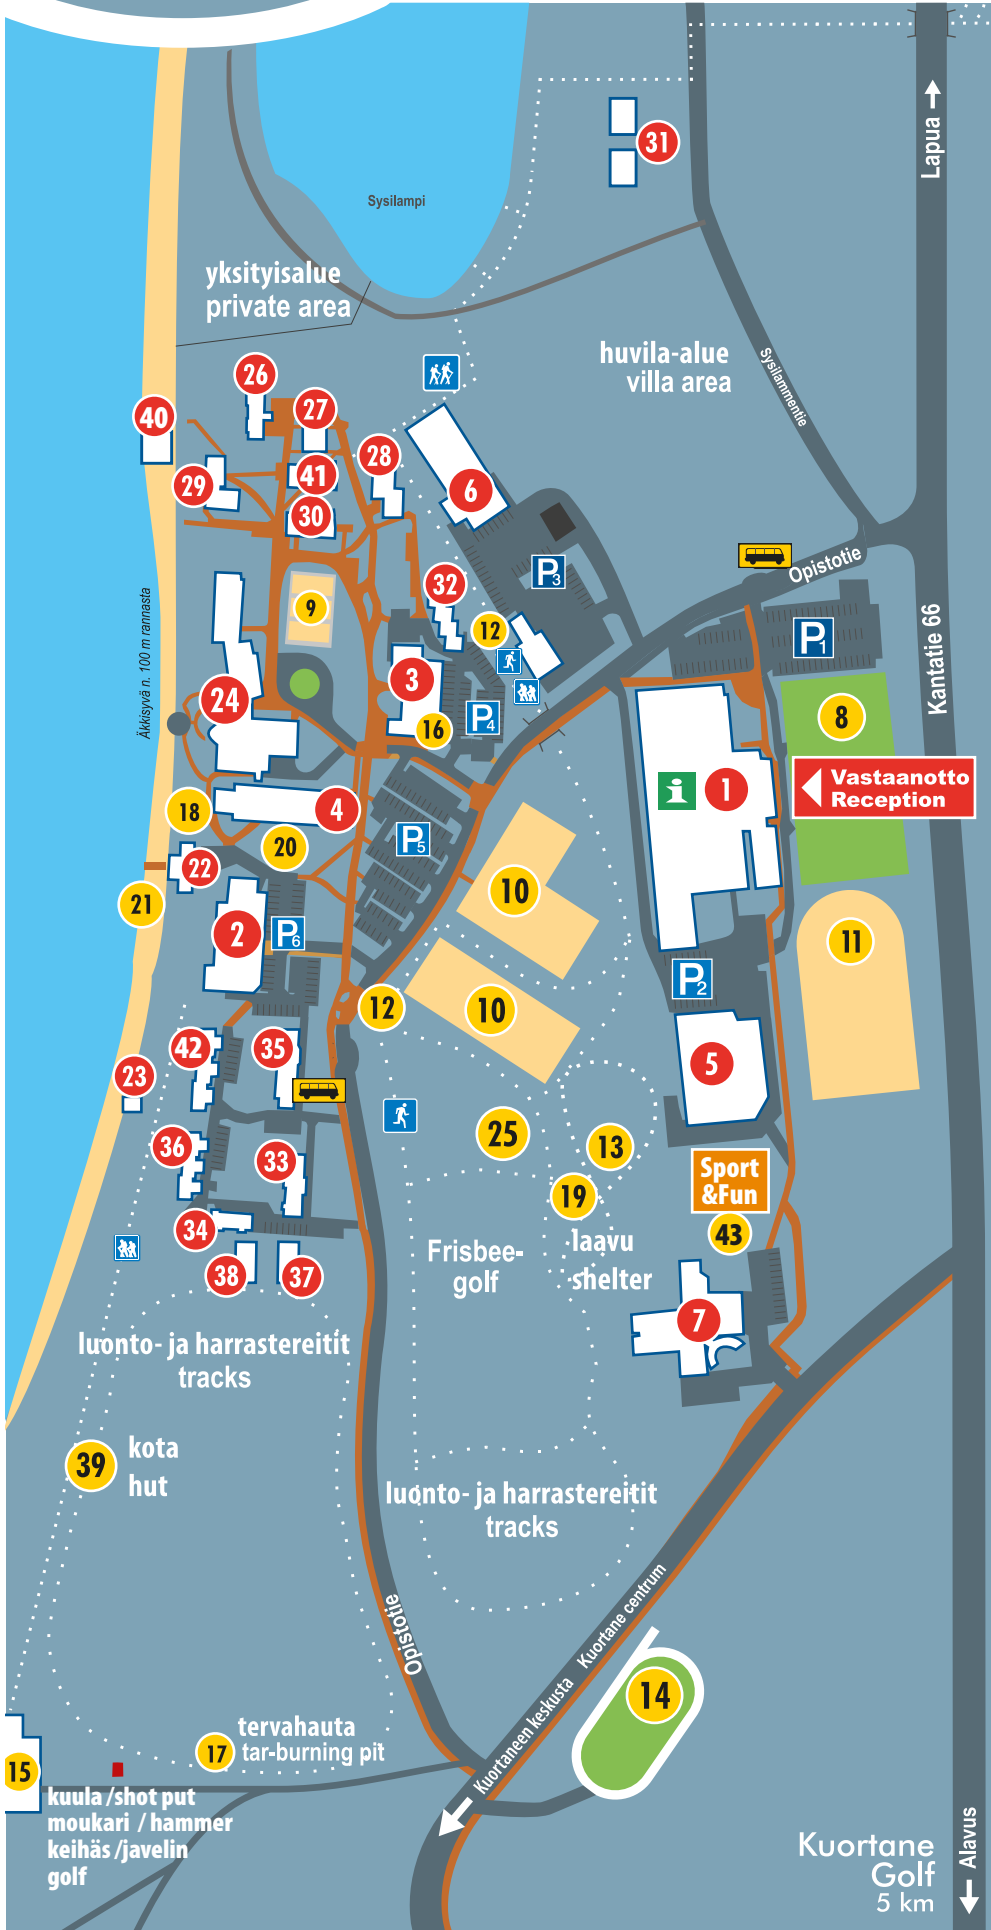 Lapua
31
Sysilampi
yksityisalue
private area
huvila-alue
villa area
Sysilammentie
26
27
40
28
41
29
6
30
Opistotie
P3
32
9
12
P1
Äkkisyvä n. 100 m rannasta
Kantatie 66
3
24
16
P4
8
i
1
Vastaanotto
Reception
18
4
20
P5
22
10
21
2
P6
11
P2
12
10
42
35
5
23
25
13
36
33
Sport
&Fun
19
34
43
laavu
shelter
Frisbee-
golf
38
37
7
luonto- ja harrastereitit
tracks
39
kota
hut
luonto- ja harrastereitit
tracks
Opistotie
Kuortaneen keskusta Kuortane centrum
14
tervahauta
17
tar-burning pit
15
kuula /shot put
moukari / hammer
keihäs /javelin
golf
Kuortane
Golf
5 km
Alavus